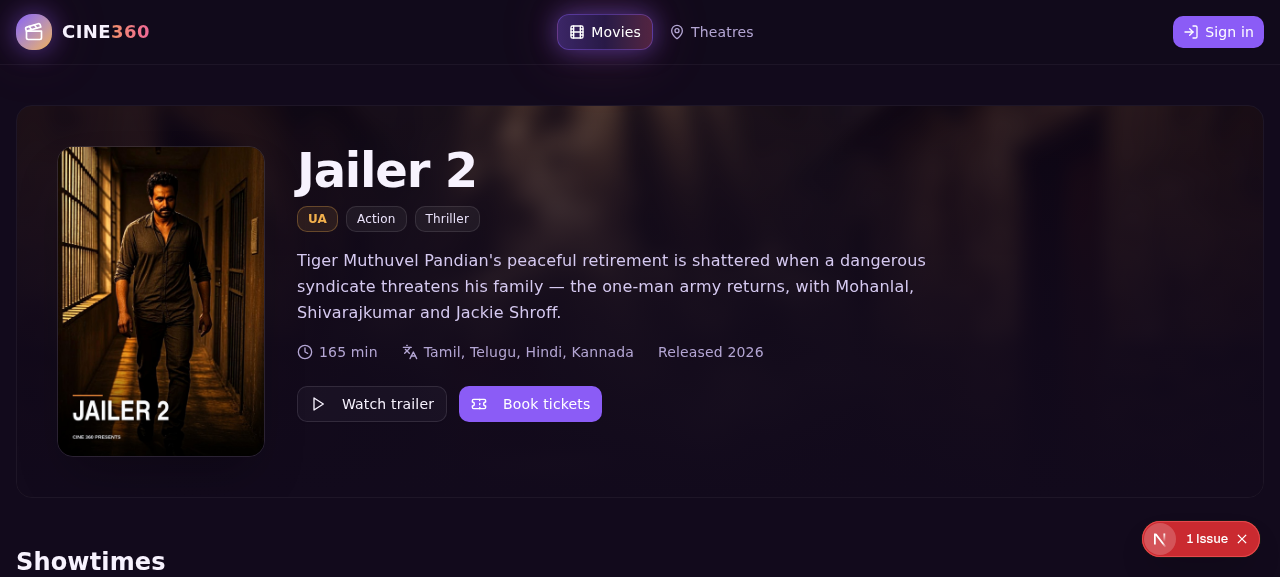 CINE360
Movies
Theatres
Sign in
Jailer 2
UA
Action
Thriller
Tiger Muthuvel Pandian's peaceful retirement is shattered when a dangerous
syndicate threatens his family — the one-man army returns, with Mohanlal,
Shivarajkumar and Jackie Shroff.
165 min
Tamil, Telugu, Hindi, Kannada
Released 2026
Watch trailer
Book tickets
JAILER 2
CINE 360 PRESENTS
Showtimes
N
1 Issue